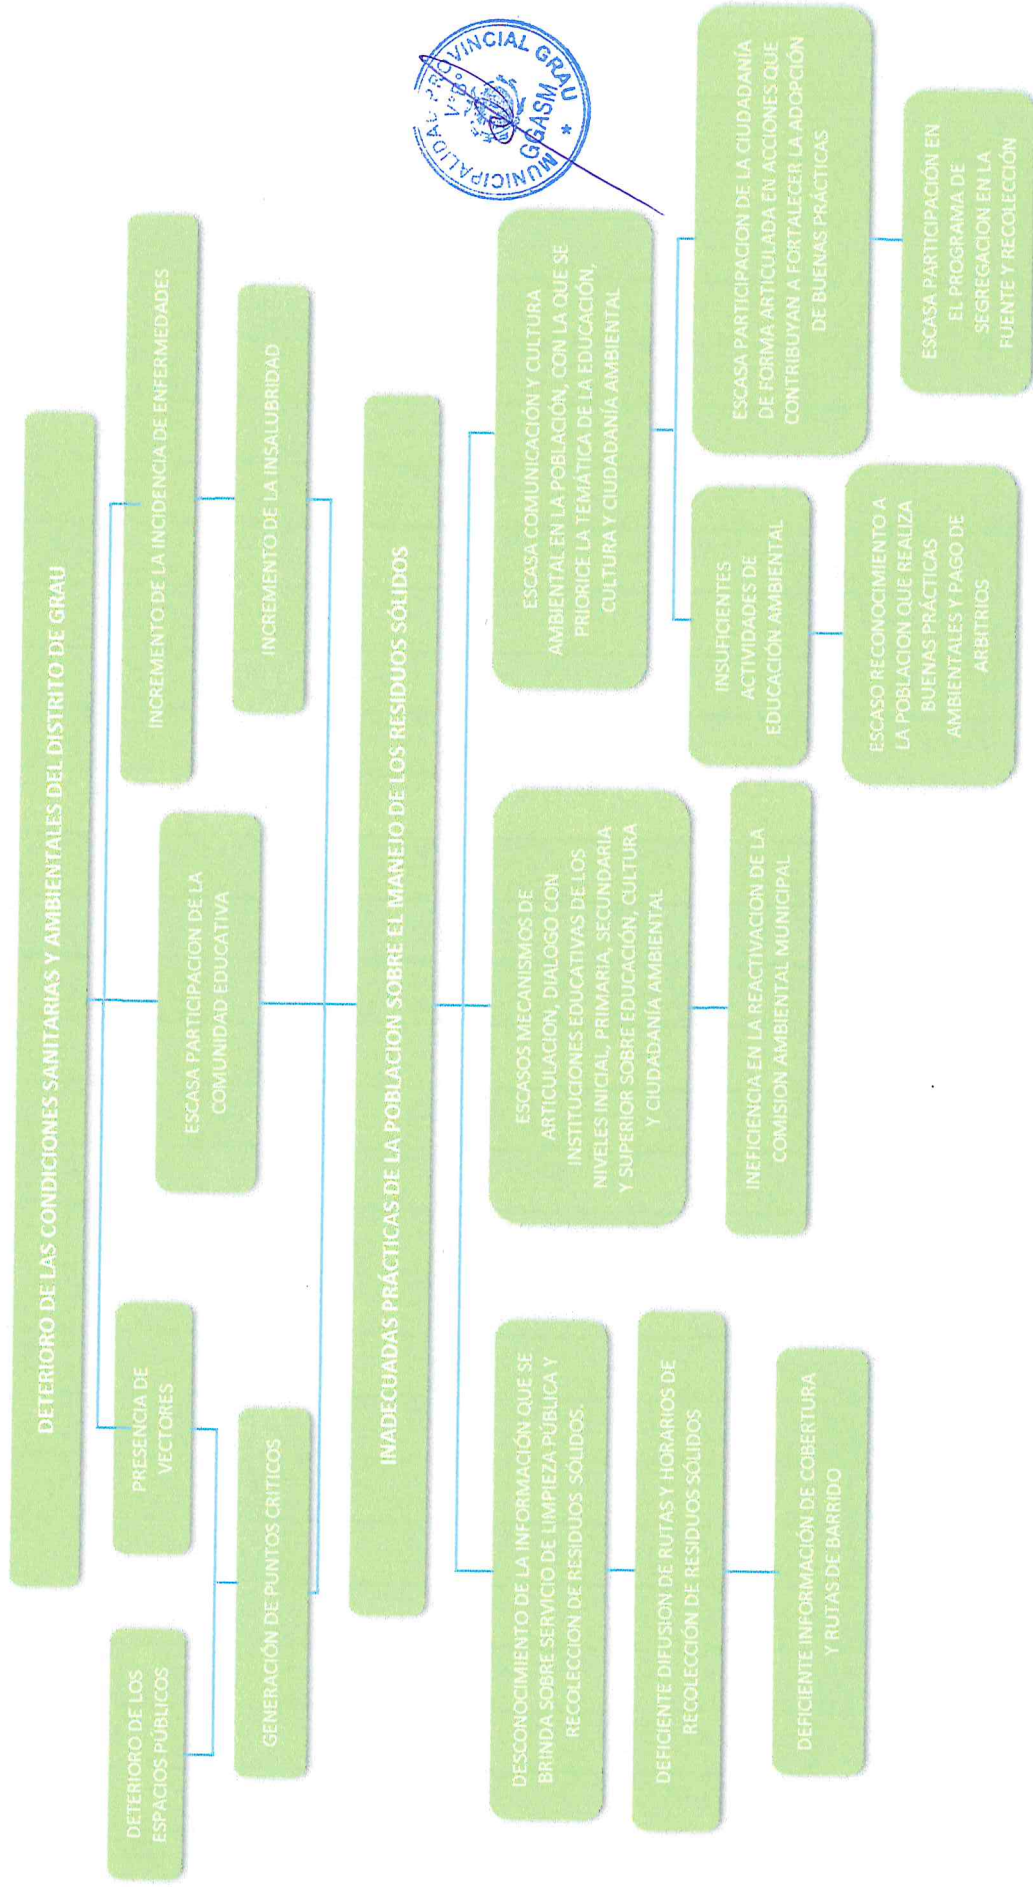 DETERIORO DE LAS CONDICIONES SANITARIAS Y AMBIENTALES DEL DISTRITO DE GRAU
DETERIORO DE LOS
ESPACIOS PÚBLICOS
PRESENCIA DE
VECTORES
ESCASA PARTICIPACION DE LA
COMUNIDAD EDUCATIVA
INCREMENTO DE LA INCIDENCIA DE ENFERMEDADES
GENERACIÓN DE PUNTOS CRITICOS
INCREMENTO DE LA INSALUBRIDAD
INADECUADAS PRÁCTICAS DE LA POBLACION SOBRE EL MANEJO DE LOS RESIDUOS SÓLIDOS
DESCONOCIMIENTO DE LA INFORMACIÓN QUE SE
BRINDA SOBRE SERVICIO DE LIMPIEZA PÚBLICA Y
RECOLECCION DE RESIDUOS SÓLIDOS.
DEFICIENTE DIFUSION DE RUTAS Y HORARIOS DE
RECOLECCIÓN DE RESIDUOS SÓLIDOS
DEFICIENTE INFORMACIÓN DE COBERTURA
Y RUTAS DE BARRIDO
ESCASOS MECANISMOS DE
ARTICULACION, DIALOGO CON
INSTITUCIONES EDUCATIVAS DE LOS
NIVELES INICIAL, PRIMARIA, SECUNDARIA
Y SUPERIOR SOBRE EDUCACIÓN, CULTURA
Y CIUDADANÍA AMBIENTAL
INEFICIENCIA EN LA REACTIVACION DE LA
COMISION AMBIENTAL MUNICIPAL
ESCASA COMUNICACIÓN Y CULTURA
AMBIENTAL EN LA POBLACIÓN, CON LA QUE SE
PRIORICE LA TEMÁTICA DE LA EDUCACIÓN,
CULTURA Y CIUDADANÍA AMBIENTAL
INSUFICIENTES
ACTIVIDADES DE
EDUCACIÓN AMBIENTAL
ESCASO RECONOCIMIENTO A
LA POBLACION QUE REALIZA
BUENAS PRÁCTICAS
AMBIENTALES Y PAGO DE
ARBITRIOS
ESCASA PARTICIPACION DE LA CIUDADANÍA
DE FORMA ARTICULADA EN ACCIONES QUE
CONTRIBUYAN A FORTALECER LA ADOPCIÓN
DE BUENAS PRÁCTICAS
ESCASA PARTICIPACIÓN EN
EL PROGRAMA DE
SEGREGACION EN LA
FUENTE Y RECOLECCIÓN
MUNICIPALIDAD PROVINCIAL GRAU
V°B°
GGASM